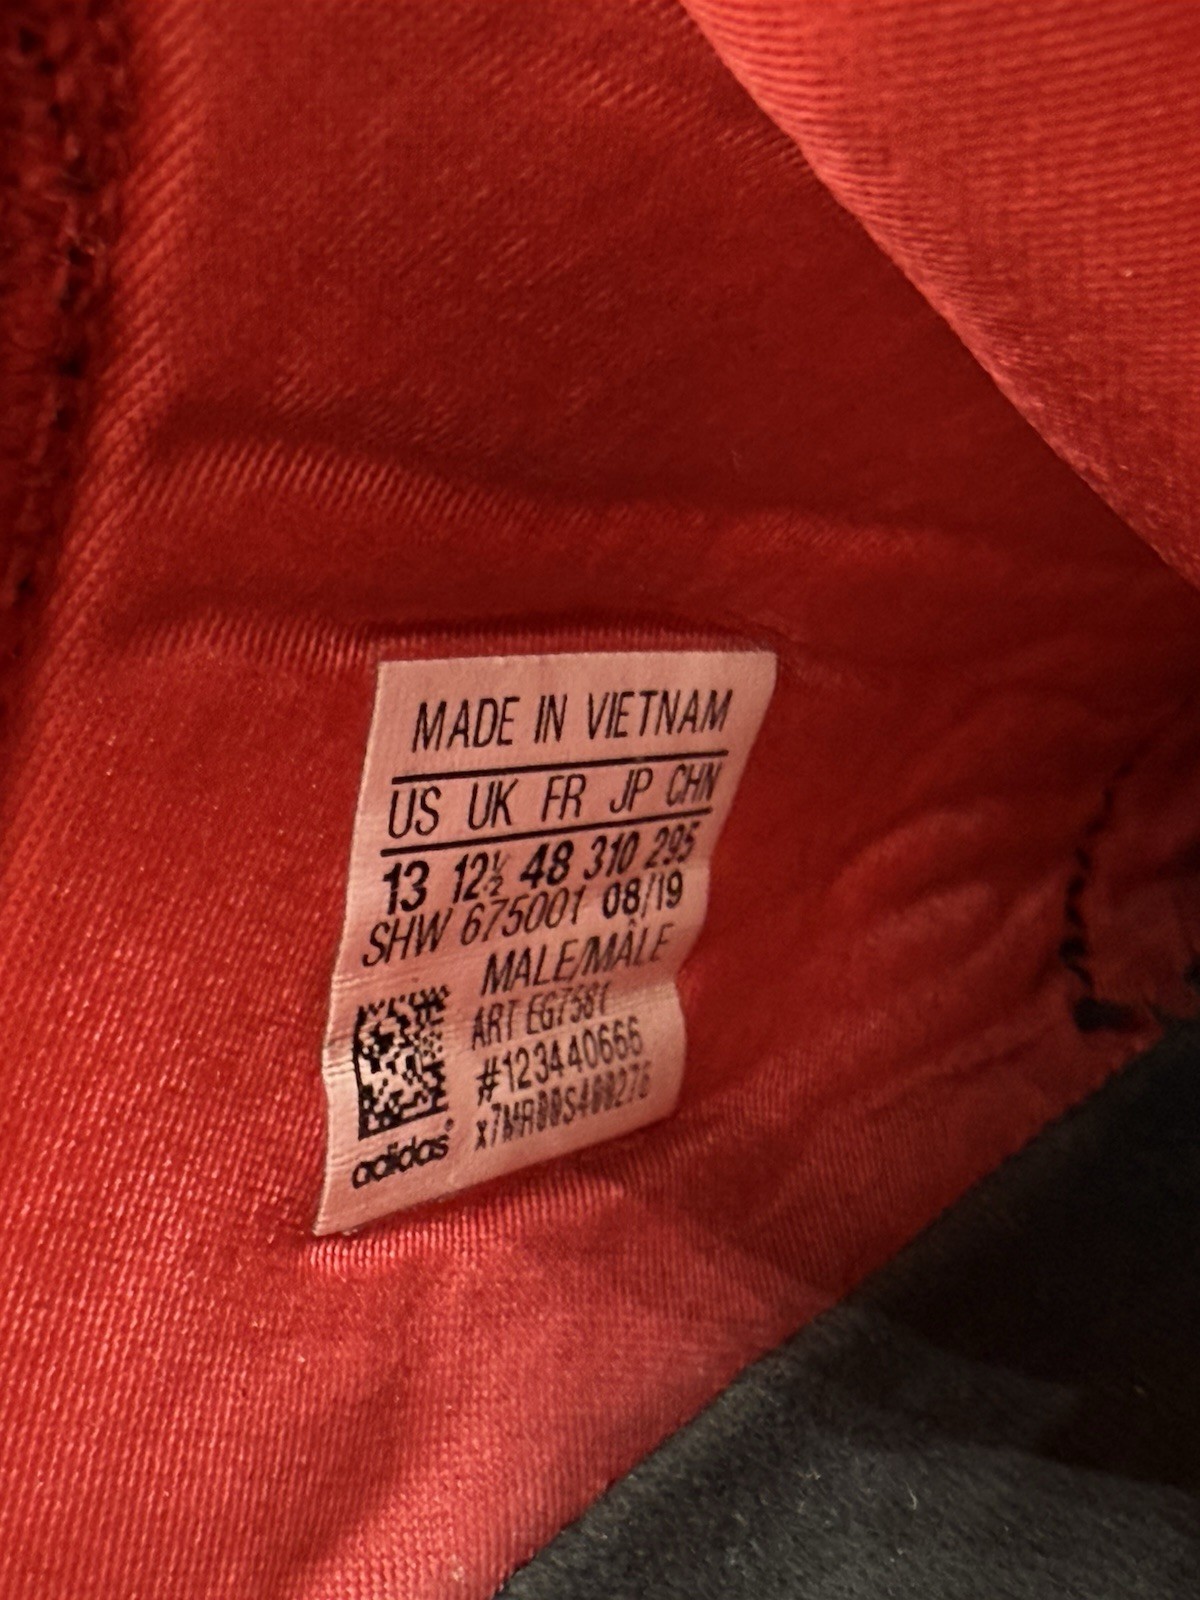 MADE IN VIETNAM
US UK FR JP CHN
13 12½ 48 310 295
SHW 675001 08/19
MALE/MÂLE
ART EG7581
#123440666
x7MR00S400276
adidas®